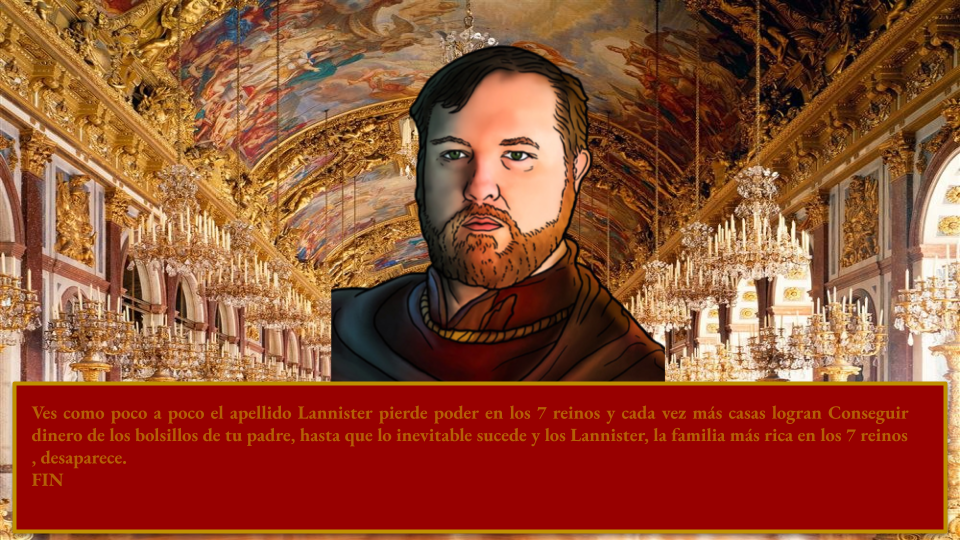 Ves como poco a poco el apellido Lannister pierde poder en los 7 reinos y cada vez más casas logran Conseguir
dinero de los bolsillos de tu padre, hasta que lo inevitable sucede y los Lannister, la familia más rica en los 7 reinos
, desaparece.
FIN